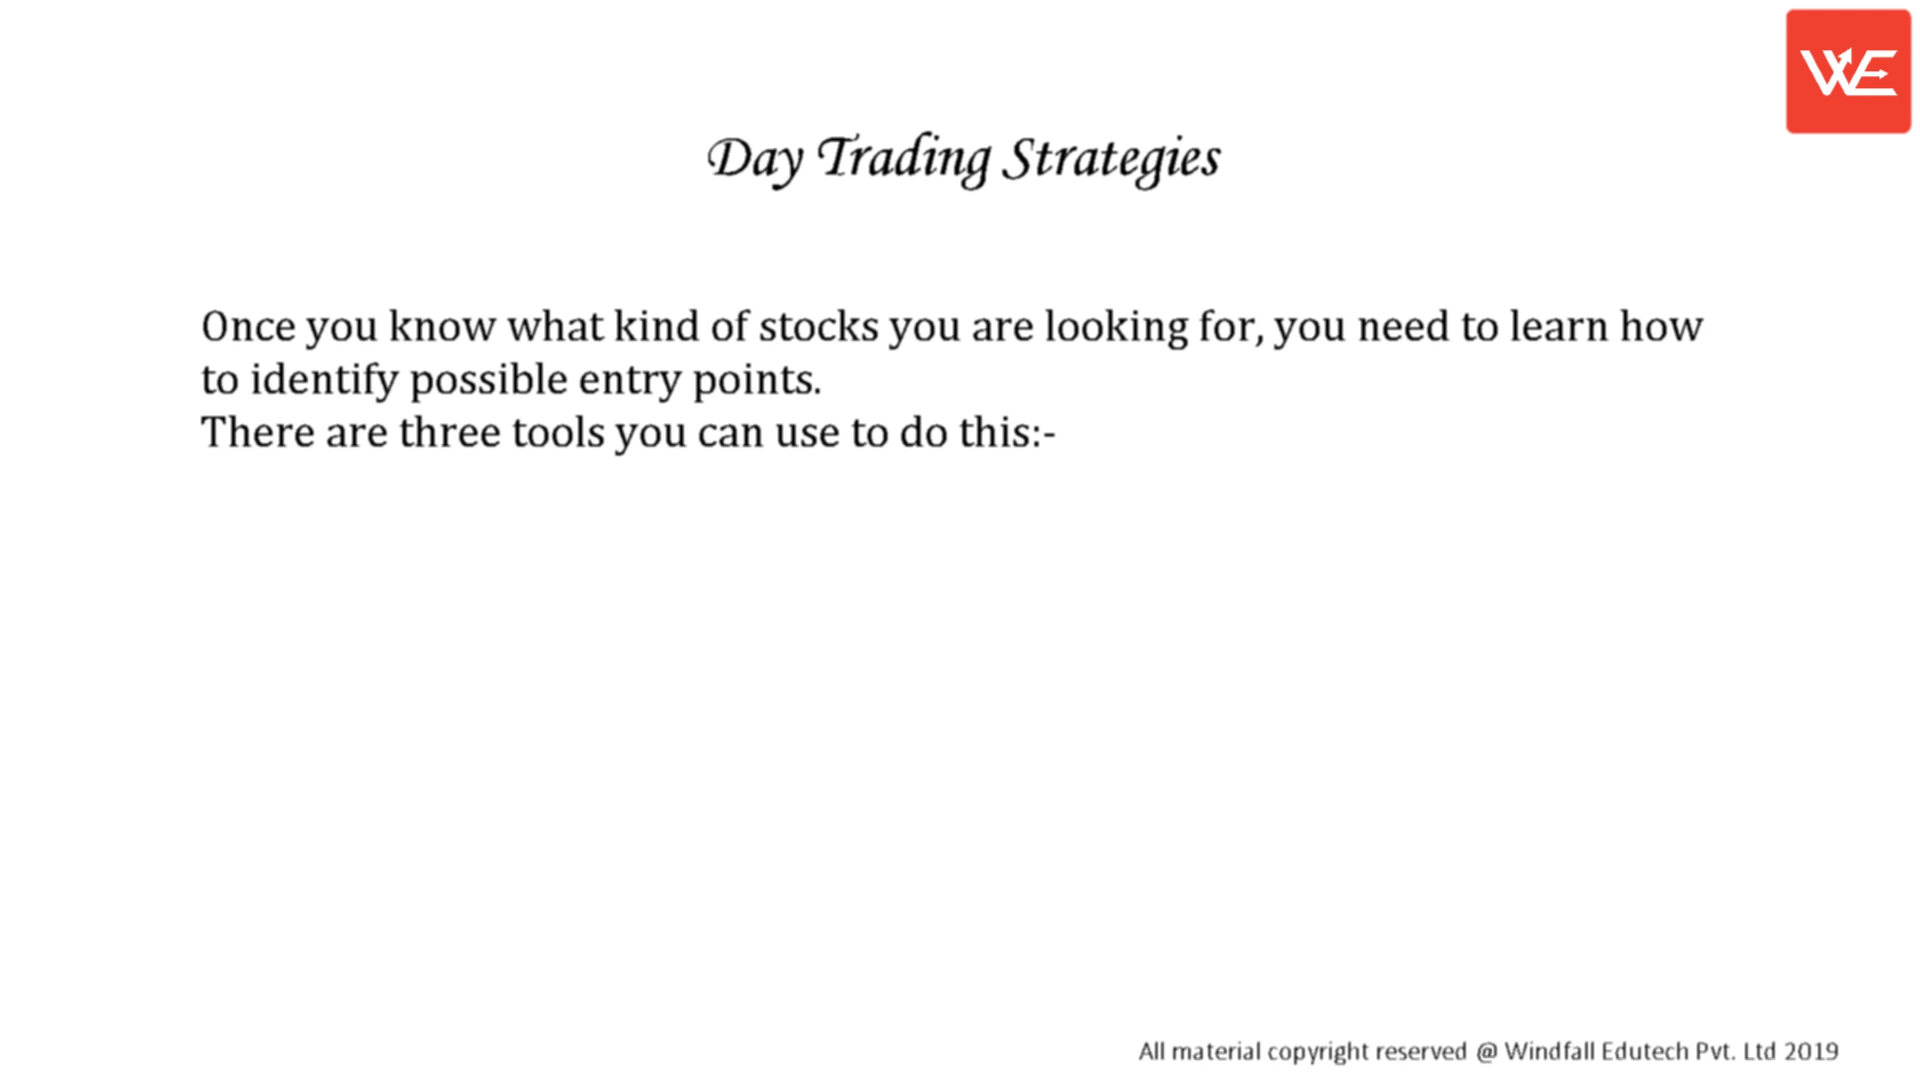 WE
Day Trading Strategies
Once you know what kind of stocks you are looking for, you need to learn how
to identify possible entry points.
There are three tools you can use to do this:-
All material copyright reserved @ Windfall Edutech Pvt. Ltd 2019